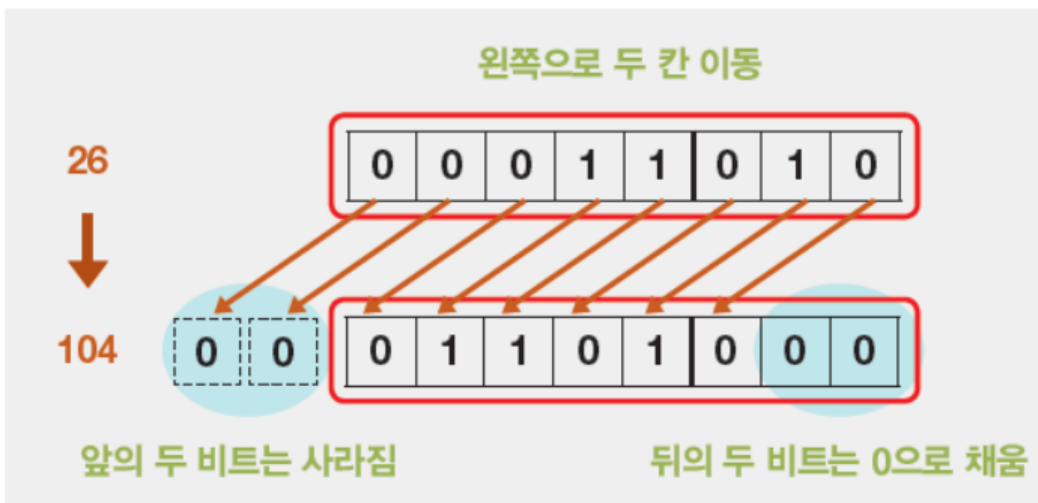 왼쪽으로 두 칸 이동
26
0 0 0 1 1 0 1 0
104
0 0 0 1 1 0 1 0 0 0
앞의 두 비트는 사라짐
뒤의 두 비트는 0으로 채움